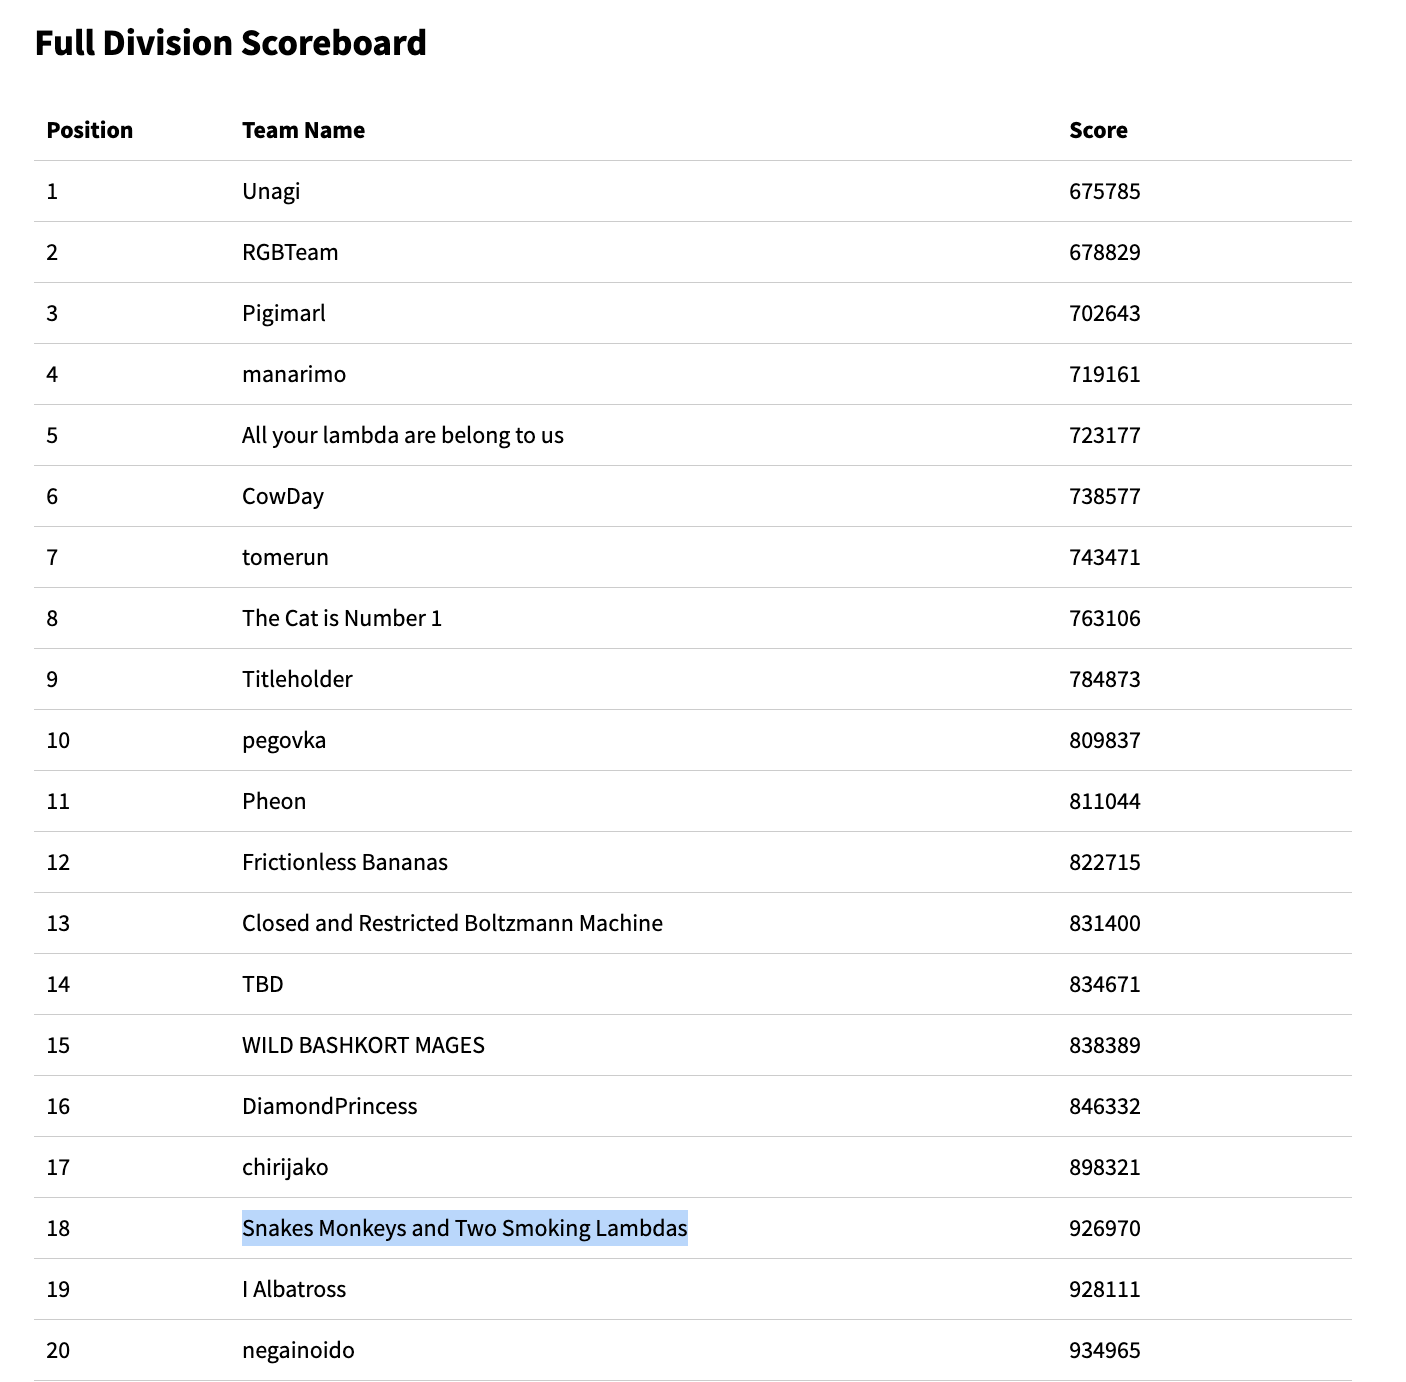 Full Division Scoreboard
Position Team Name Score
1 Unagi 675785
2 RGBTeam 678829
3 Pigimarl 702643
4 manarimo 719161
5 All your lambda are belong to us 723177
6 CowDay 738577
7 tomerun 743471
8 The Cat is Number 1 763106
9 Titleholder 784873
10 pegovka 809837
11 Pheon 811044
12 Frictionless Bananas 822715
13 Closed and Restricted Boltzmann Machine 831400
14 TBD 834671
15 WILD BASHKORT MAGES 838389
16 DiamondPrincess 846332
17 chirijako 898321
18 Snakes Monkeys and Two Smoking Lambdas 926970
19 I Albatross 928111
20 negainoido 934965